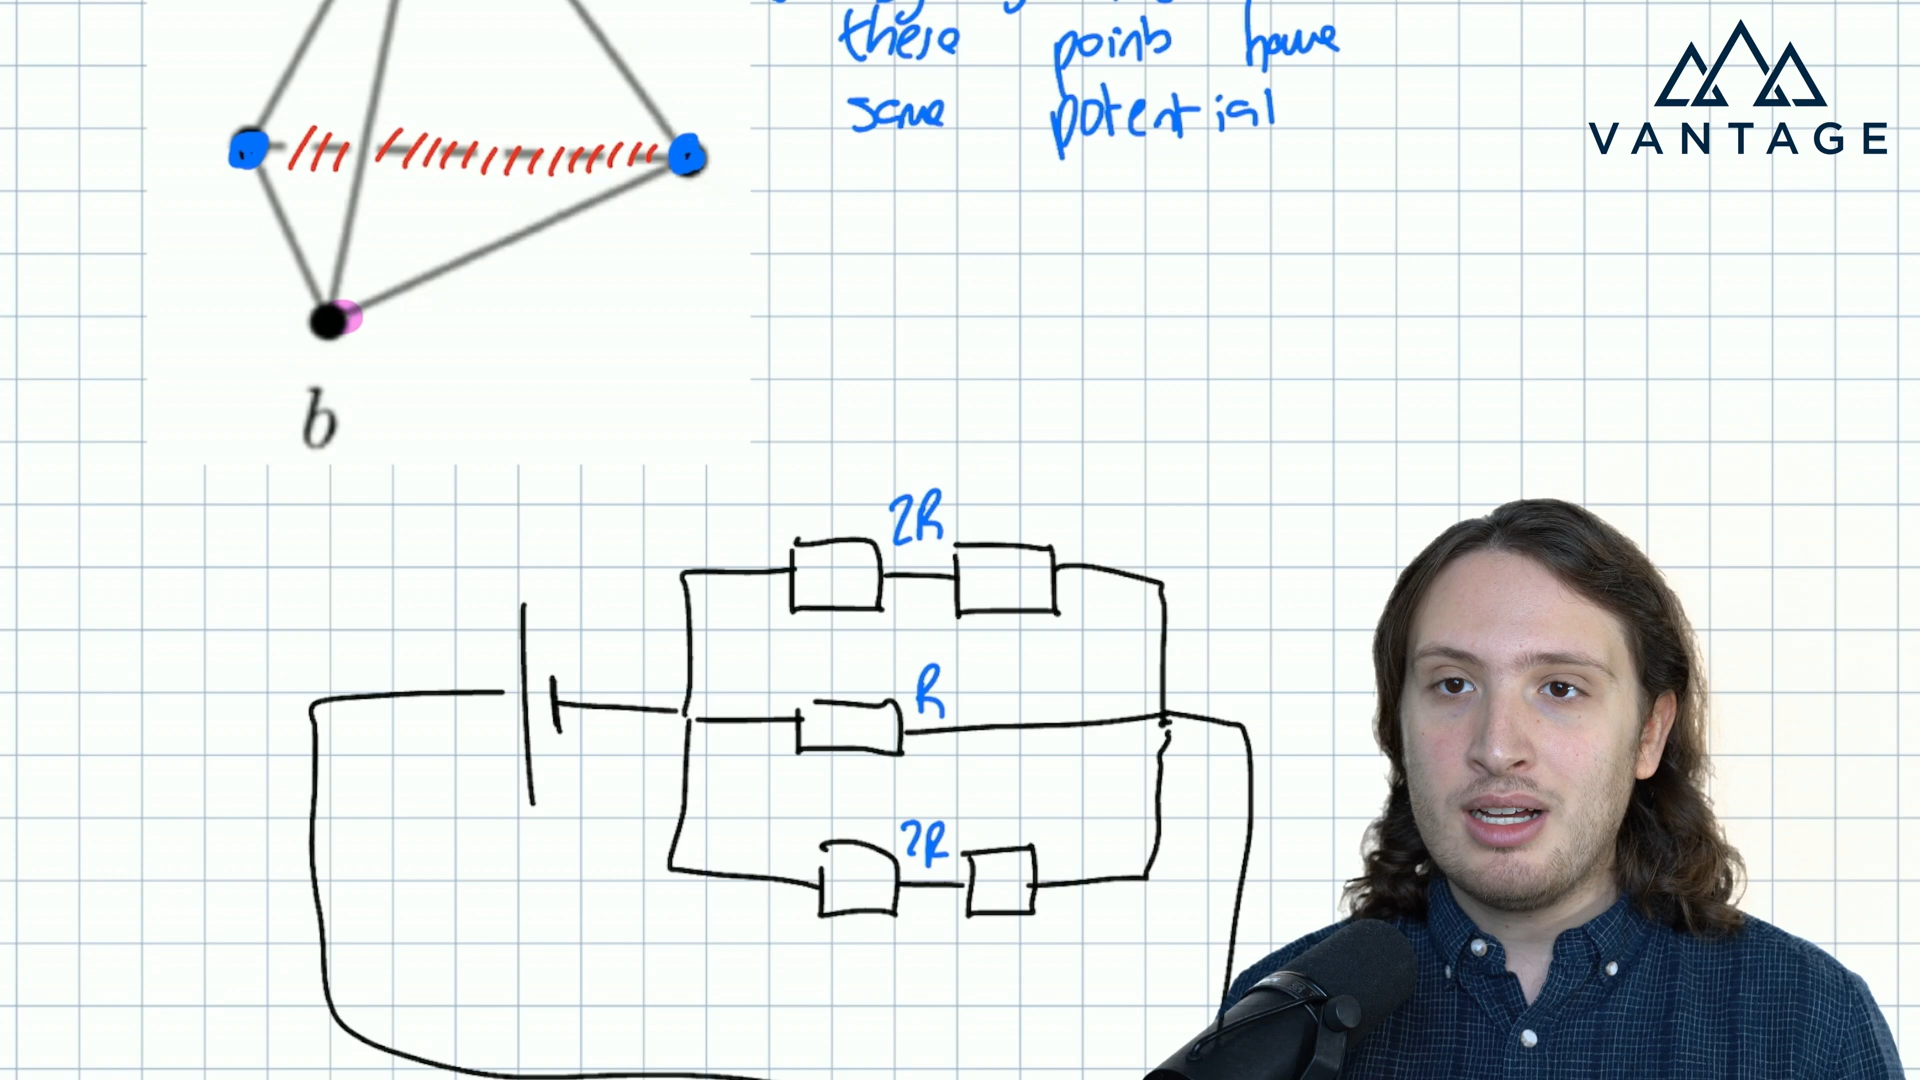 these points have
same potential
VANTAGE
b
2R
R
2R